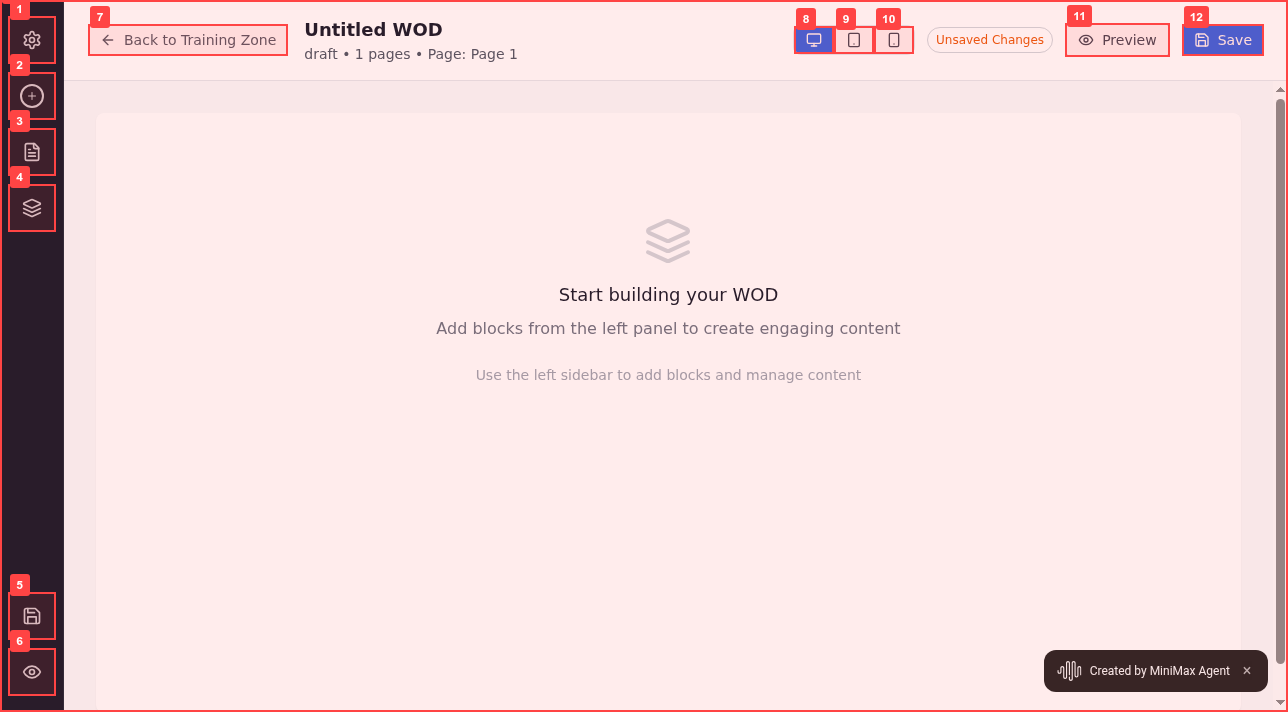 1
2
3
4
5
6
7
Back to Training Zone
Untitled WOD
draft • 1 pages • Page: Page 1
8
9
10
Unsaved Changes
11
Preview
12
Save
Start building your WOD
Add blocks from the left panel to create engaging content
Use the left sidebar to add blocks and manage content
Created by MiniMax Agent ×